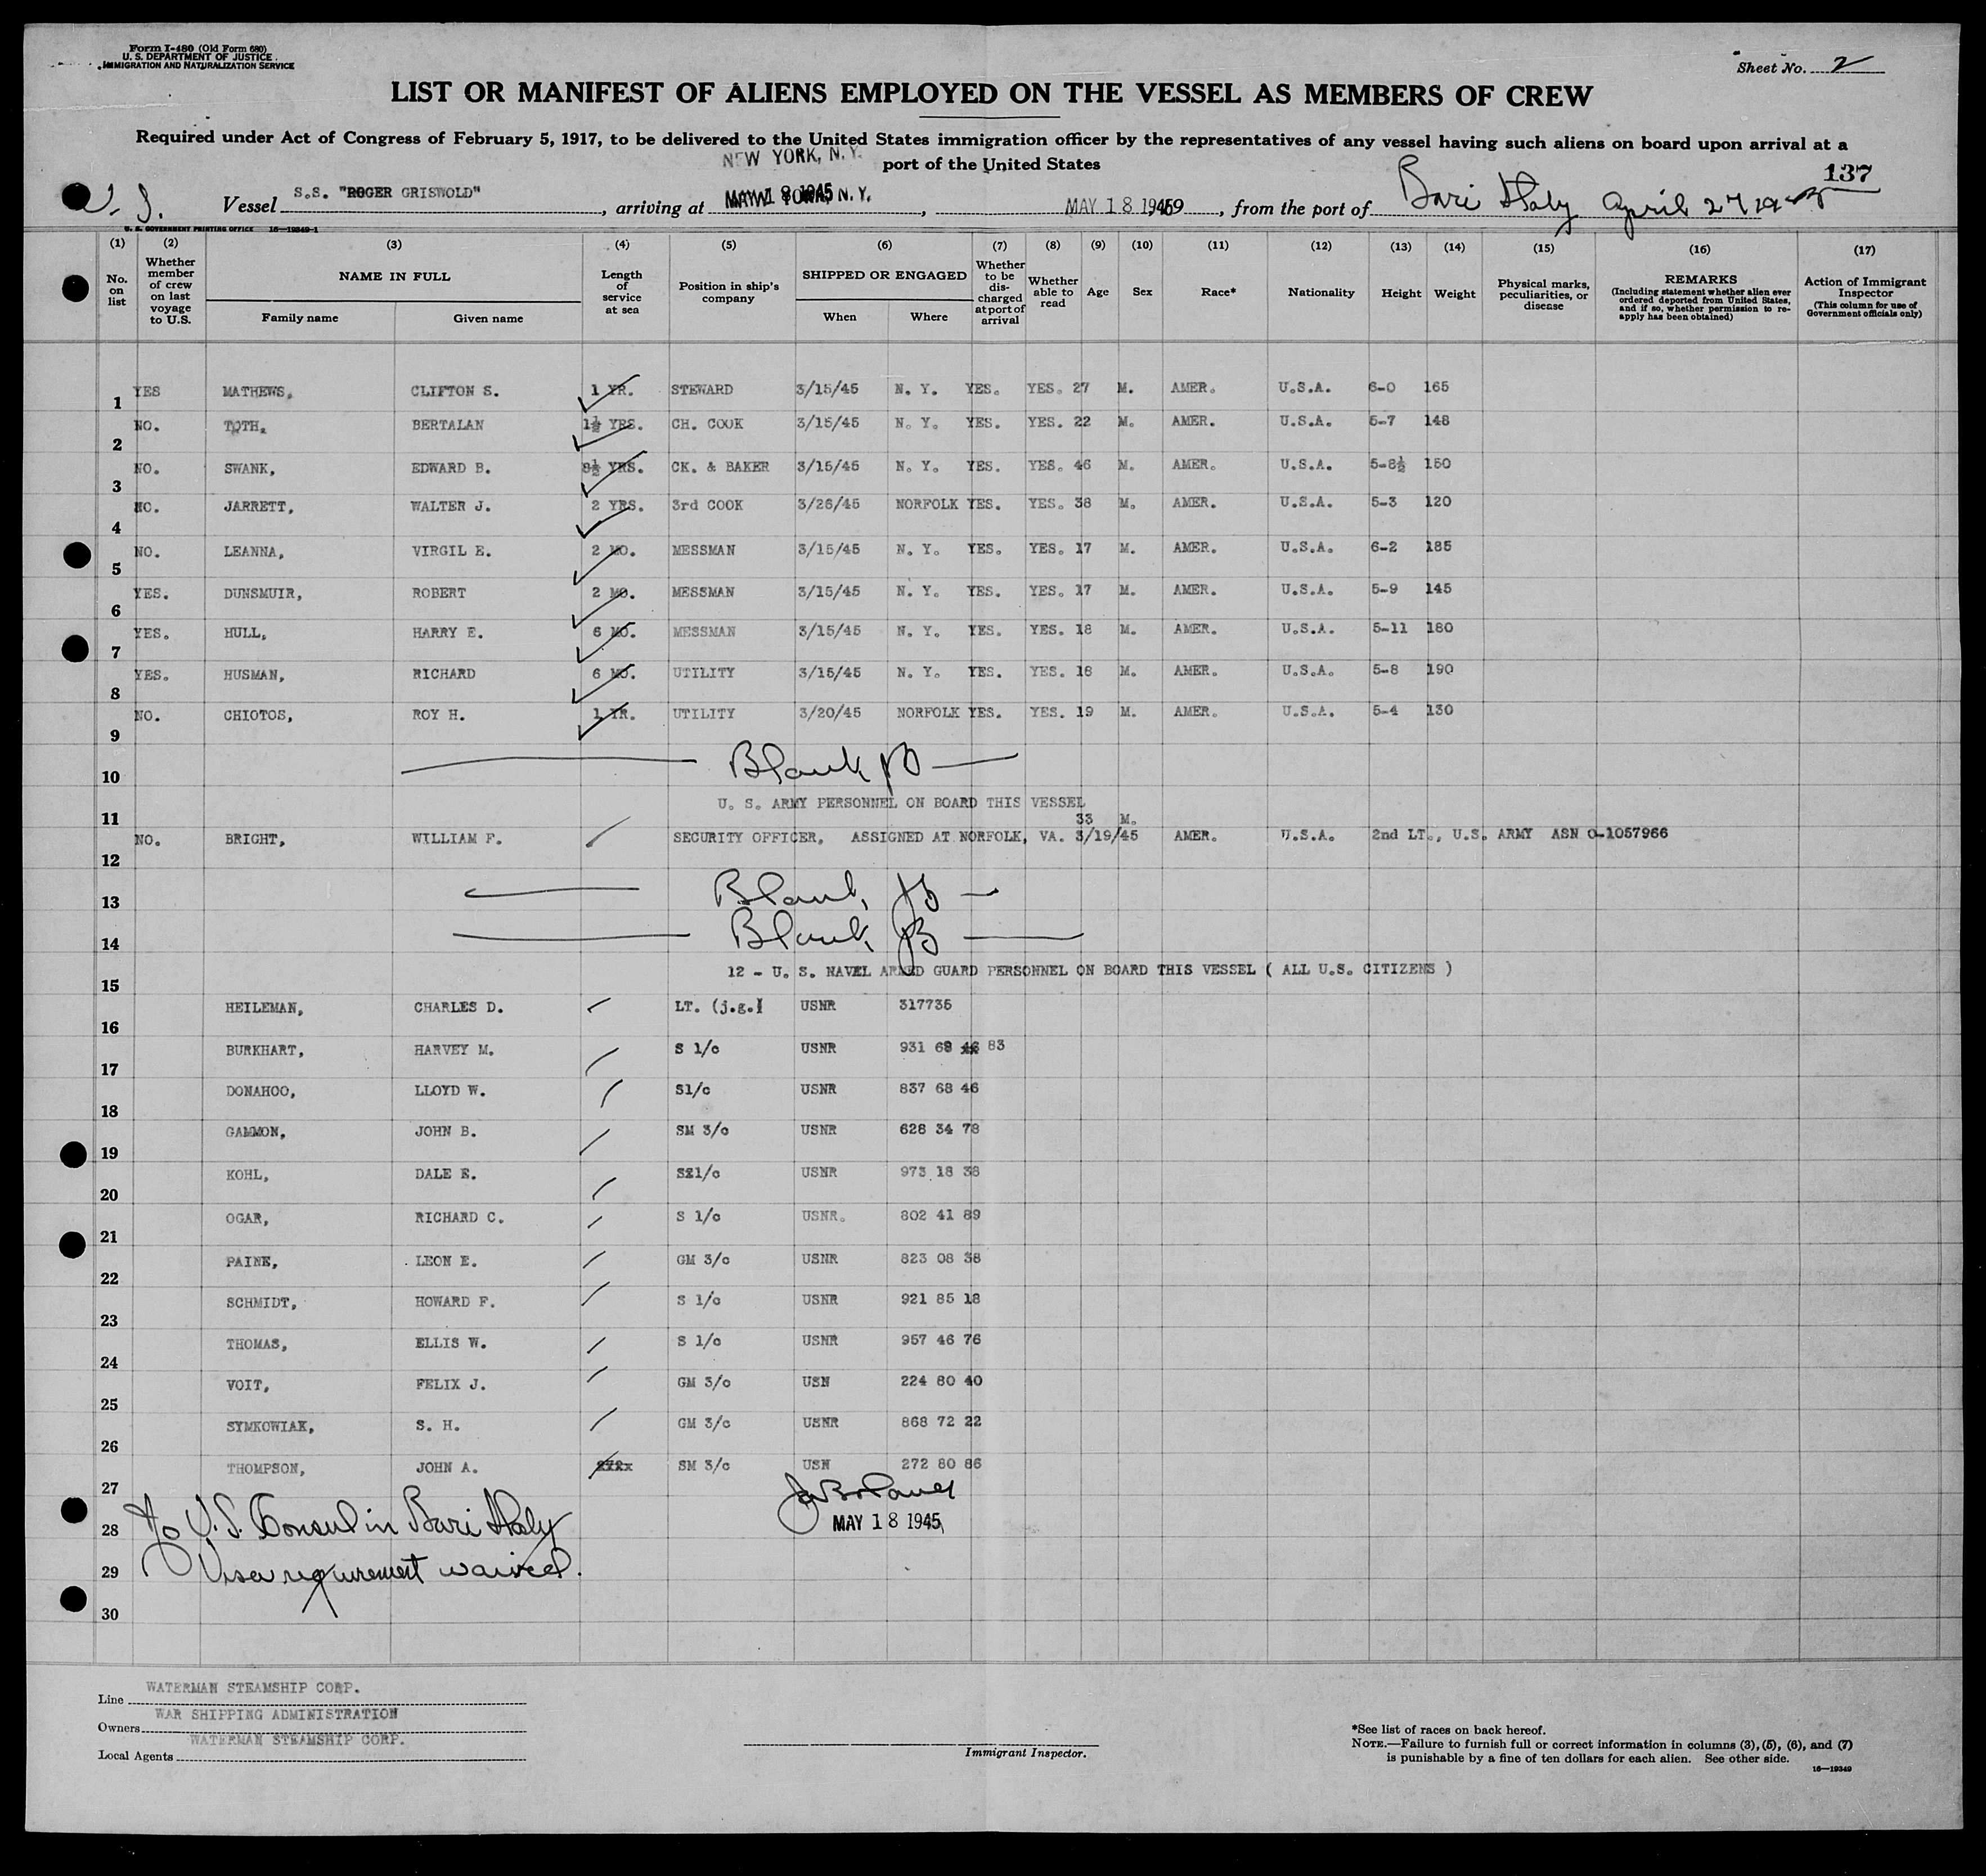 Form I-480 (Old Form 680)
U. S. DEPARTMENT OF JUSTICE
IMMIGRATION AND NATURALIZATION SERVICE
Sheet No. 2
LIST OR MANIFEST OF ALIENS EMPLOYED ON THE VESSEL AS MEMBERS OF CREW
Required under Act of Congress of February 5, 1917, to be delivered to the United States immigration officer by the representatives of any vessel having such aliens on board upon arrival at a
port of the United States
NEW YORK, N. Y.
137
Vessel S.S. "ROGER GRISWOLD", arriving at MAY 18 1945 N. Y., MAY 18 1945, from the port of Bari Italy April 27 1945
U. S. GOVERNMENT PRINTING OFFICE 16—19349-1
(1) (2) (3) (4) (5) (6) (7) (8) (9) (10) (11) (12) (13) (14) (15) (16) (17)
No. on list
Whether member of crew on last voyage to U.S.
NAME IN FULL
Family name
Given name
Length of service at sea
Position in ship's company
SHIPPED OR ENGAGED
When
Where
Whether to be discharged at port of arrival
Whether able to read
Age
Sex
Race*
Nationality
Height
Weight
Physical marks, peculiarities, or disease
REMARKS
(Including statement whether alien ever ordered deported from United States, and if so, whether permission to reapply has been obtained)
Action of Immigrant Inspector
(This column for use of Government officials only)
1 YES MATHEWS, CLIFTON S. 1 YR. STEWARD 3/15/45 N. Y. YES. YES. 27 M. AMER. U.S.A. 6-0 165
2 NO. TOTH, BERTALAN 1½ YRS. CH. COOK 3/15/45 N. Y. YES. YES. 22 M. AMER. U.S.A. 5-7 148
3 NO. SWANK, EDWARD B. 8½ YRS. CK. & BAKER 3/15/45 N. Y. YES. YES. 46 M. AMER. U.S.A. 5-8½ 150
4 NO. JARRETT, WALTER J. 2 YRS. 3rd COOK 3/26/45 NORFOLK YES. YES. 38 M. AMER. U.S.A. 5-3 120
5 NO. LEANNA, VIRGIL E. 2 MO. MESSMAN 3/15/45 N. Y. YES. YES. 17 M. AMER. U.S.A. 6-2 185
6 YES. DUNSMUIR, ROBERT 2 MO. MESSMAN 3/15/45 N. Y. YES. YES. 17 M. AMER. U.S.A. 5-9 145
7 YES. HULL, HARRY E. 6 MO. MESSMAN 3/15/45 N. Y. YES. YES. 18 M. AMER. U.S.A. 5-11 180
8 YES. HUSMAN, RICHARD 6 MO. UTILITY 3/15/45 N. Y. YES. YES. 18 M. AMER. U.S.A. 5-8 190
9 NO. CHIOTOS, ROY H. 1 YR. UTILITY 3/20/45 NORFOLK YES. YES. 19 M. AMER. U.S.A. 5-4 130
10 Blank JB
U. S. ARMY PERSONNEL ON BOARD THIS VESSEL
11 33 M.
12 NO. BRIGHT, WILLIAM F. SECURITY OFFICER, ASSIGNED AT NORFOLK, VA. 3/19/45 AMER. U.S.A. 2nd LT., U.S. ARMY ASN O-1057966
13 Blank JB
14 Blank JB
15 12 - U. S. NAVEL ARMED GUARD PERSONNEL ON BOARD THIS VESSEL ( ALL U.S. CITIZENS )
16 HEILEMAN, CHARLES D. LT. (j.g.) USNR 317735
17 BURKHART, HARVEY M. S 1/c USNR 931 69 83
18 DONAHOO, LLOYD W. S1/c USNR 837 68 46
19 GAMMON, JOHN B. SM 3/c USNR 628 34 78
20 KOHL, DALE E. S1/c USNR 973 18 38
21 OGAR, RICHARD C. S 1/c USNR. 802 41 89
22 PAINE, LEON E. GM 3/c USNR 823 08 38
23 SCHMIDT, HOWARD F. S 1/c USNR 921 85 18
24 THOMAS, ELLIS W. S 1/c USNR 957 46 76
25 VOIT, FELIX J. GM 3/c USN 224 80 40
26 SYMKOWIAK, S. H. GM 3/c USNR 868 72 22
27 THOMPSON, JOHN A. SM 3/c USN 272 80 86
28 No U.S. Consul in Bari Italy MAY 18 1945
29 Visa requirement waived.
30
Line WATERMAN STEAMSHIP CORP.
Owners WAR SHIPPING ADMINISTRATION
Local Agents WATERMAN STEAMSHIP CORP.
Immigrant Inspector.
*See list of races on back hereof.
NOTE.—Failure to furnish full or correct information in columns (3), (5), (6), and (7)
is punishable by a fine of ten dollars for each alien. See other side.
16—19349